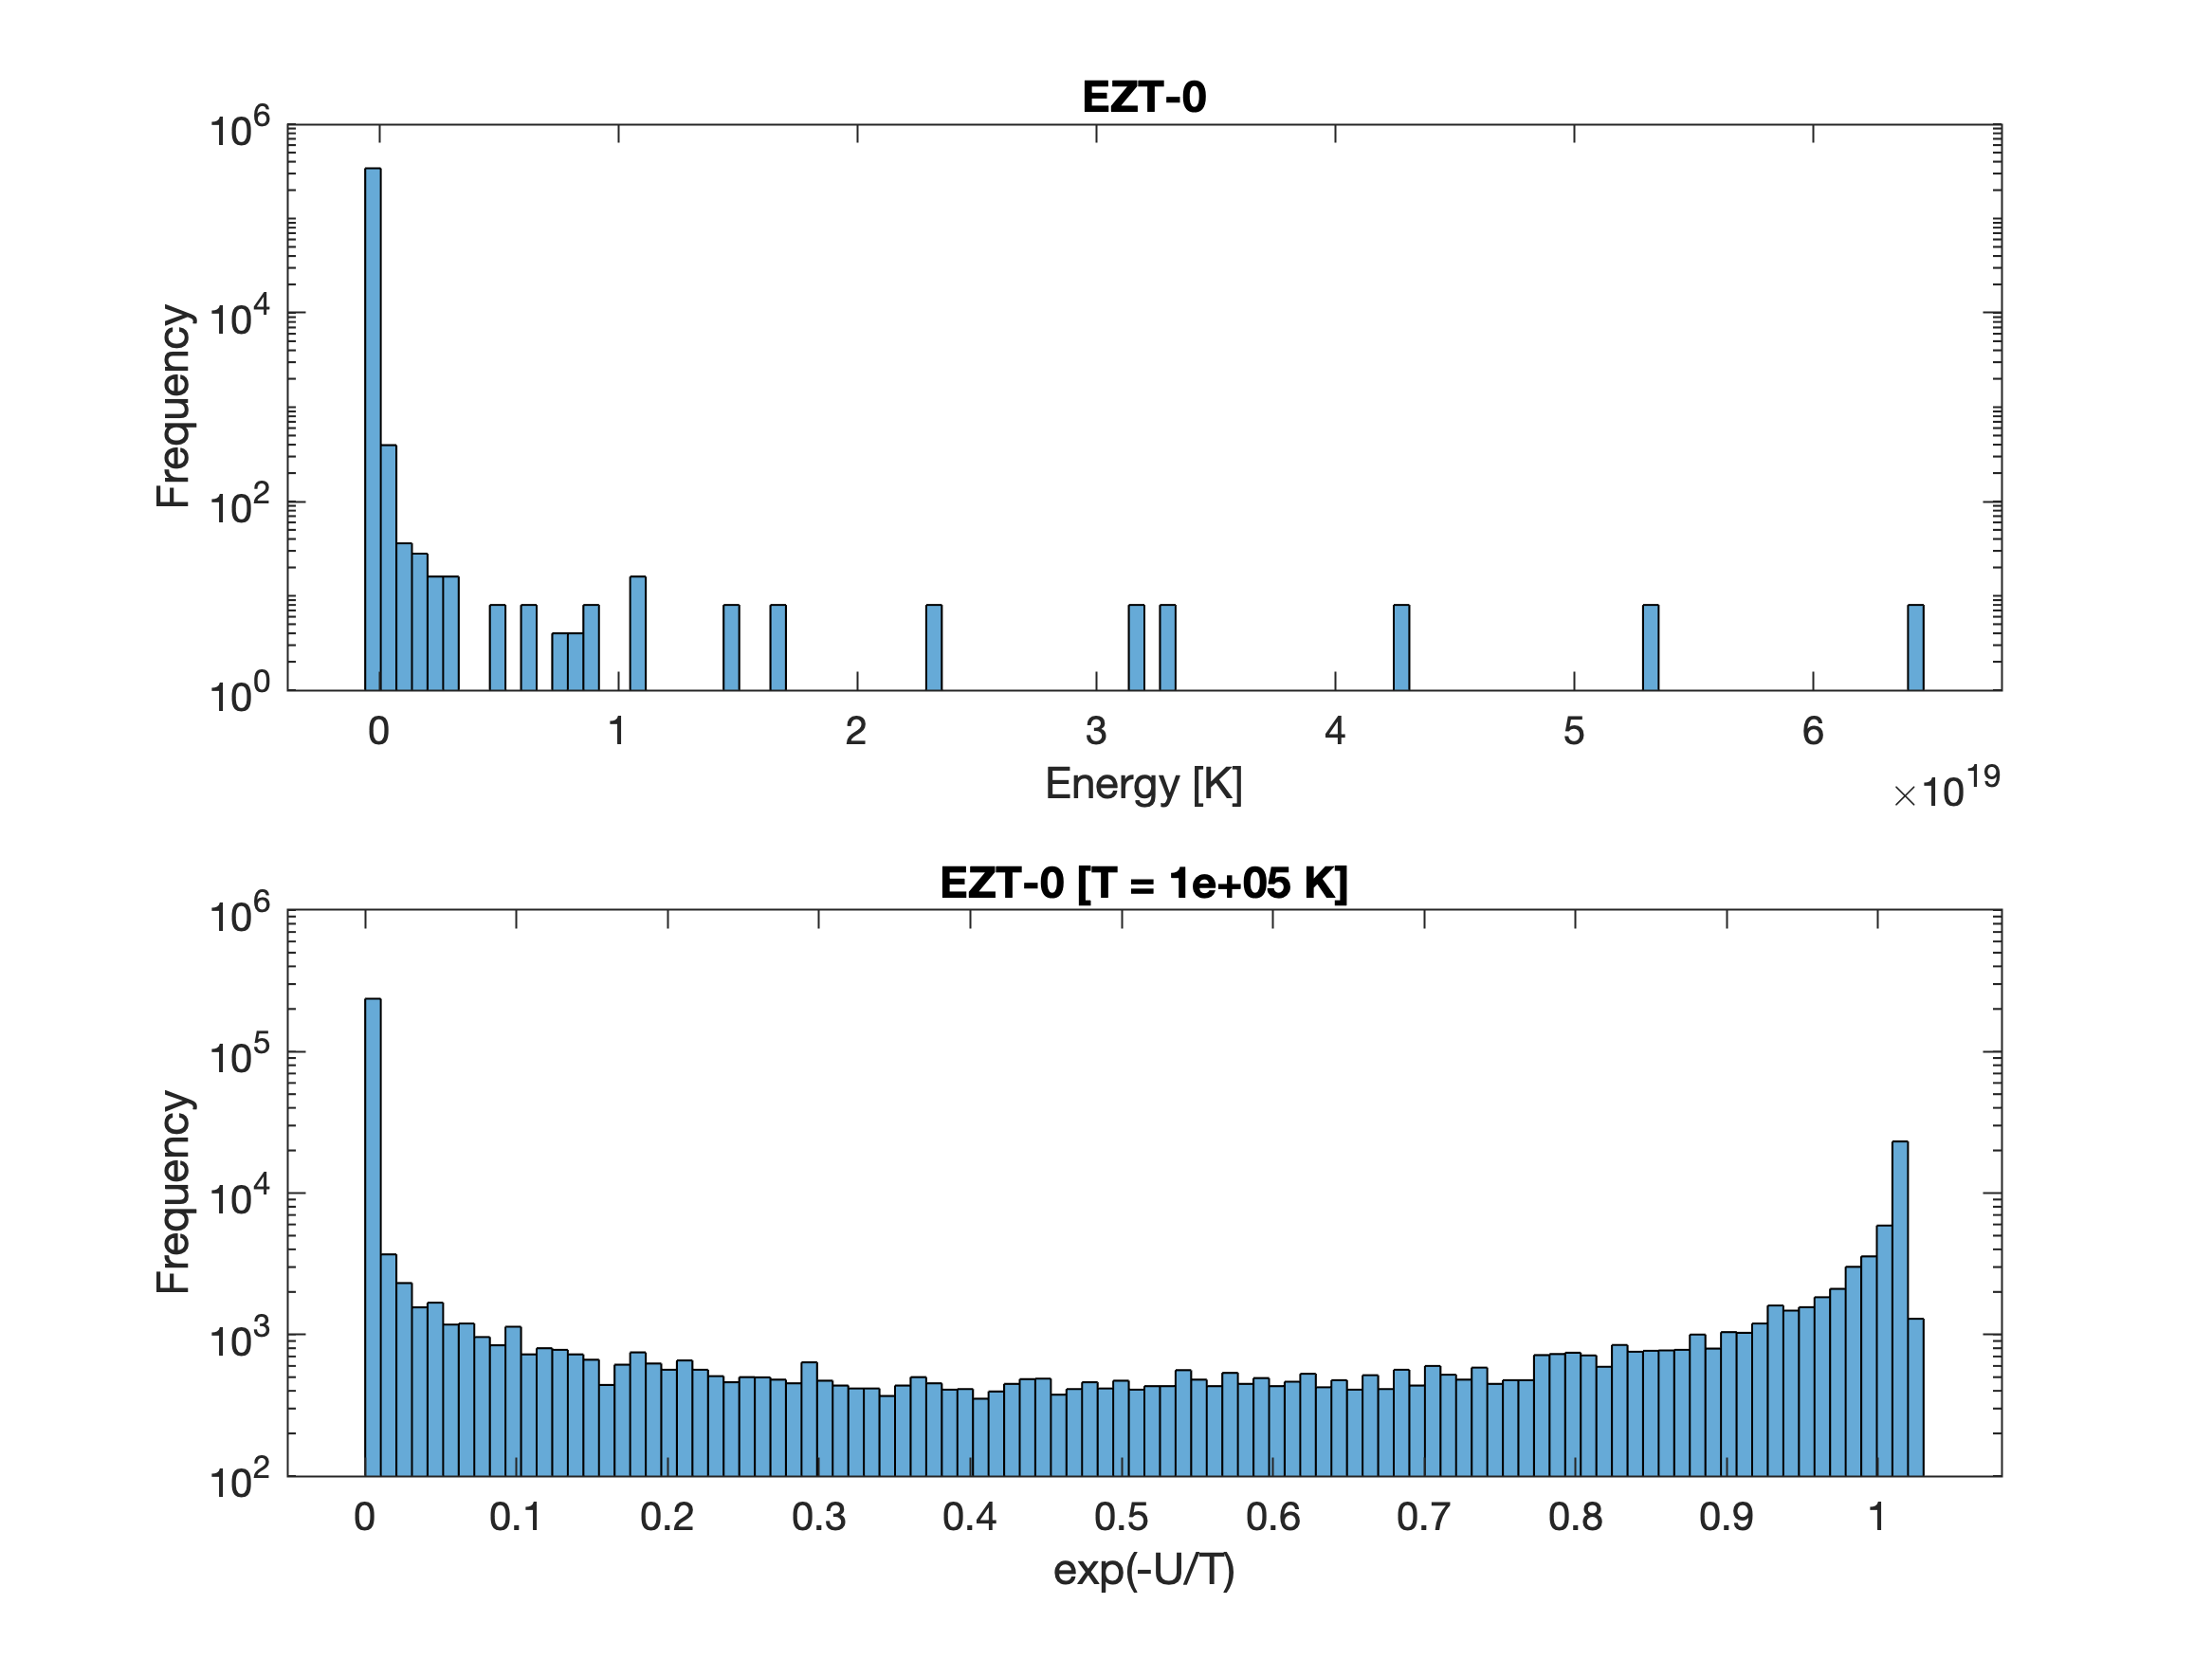 EZT-0
10^6
10^4
10^2
10^0
Frequency
0 1 2 3 4 5 6
Energy [K]
×10^19
EZT-0 [T = 1e+05 K]
10^6
10^5
10^4
10^3
10^2
Frequency
0 0.1 0.2 0.3 0.4 0.5 0.6 0.7 0.8 0.9 1
exp(-U/T)